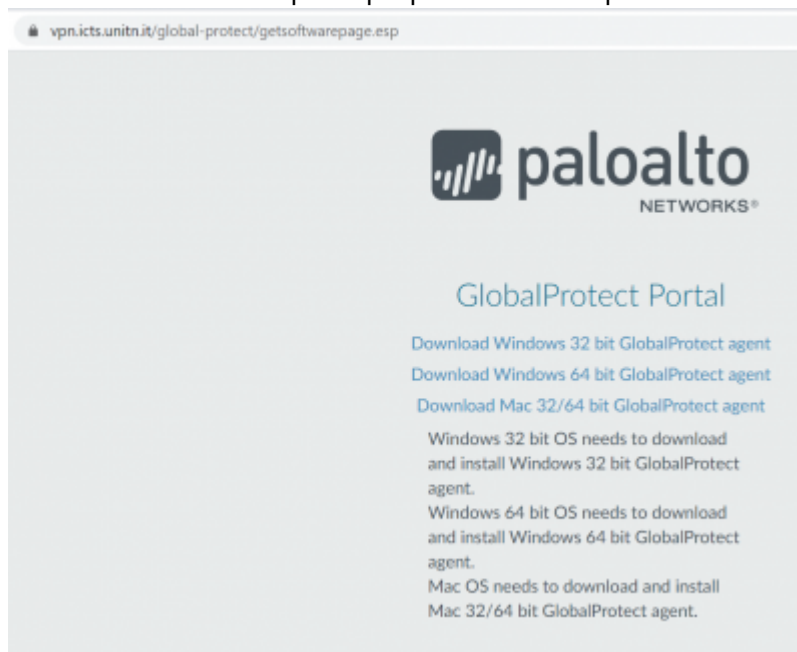 vpn.icts.unitn.it/global-protect/getsoftwarepage.esp
paloalto
NETWORKS®
GlobalProtect Portal
Download Windows 32 bit GlobalProtect agent
Download Windows 64 bit GlobalProtect agent
Download Mac 32/64 bit GlobalProtect agent
Windows 32 bit OS needs to download
and install Windows 32 bit GlobalProtect
agent.
Windows 64 bit OS needs to download
and install Windows 64 bit GlobalProtect
agent.
Mac OS needs to download and install
Mac 32/64 bit GlobalProtect agent.